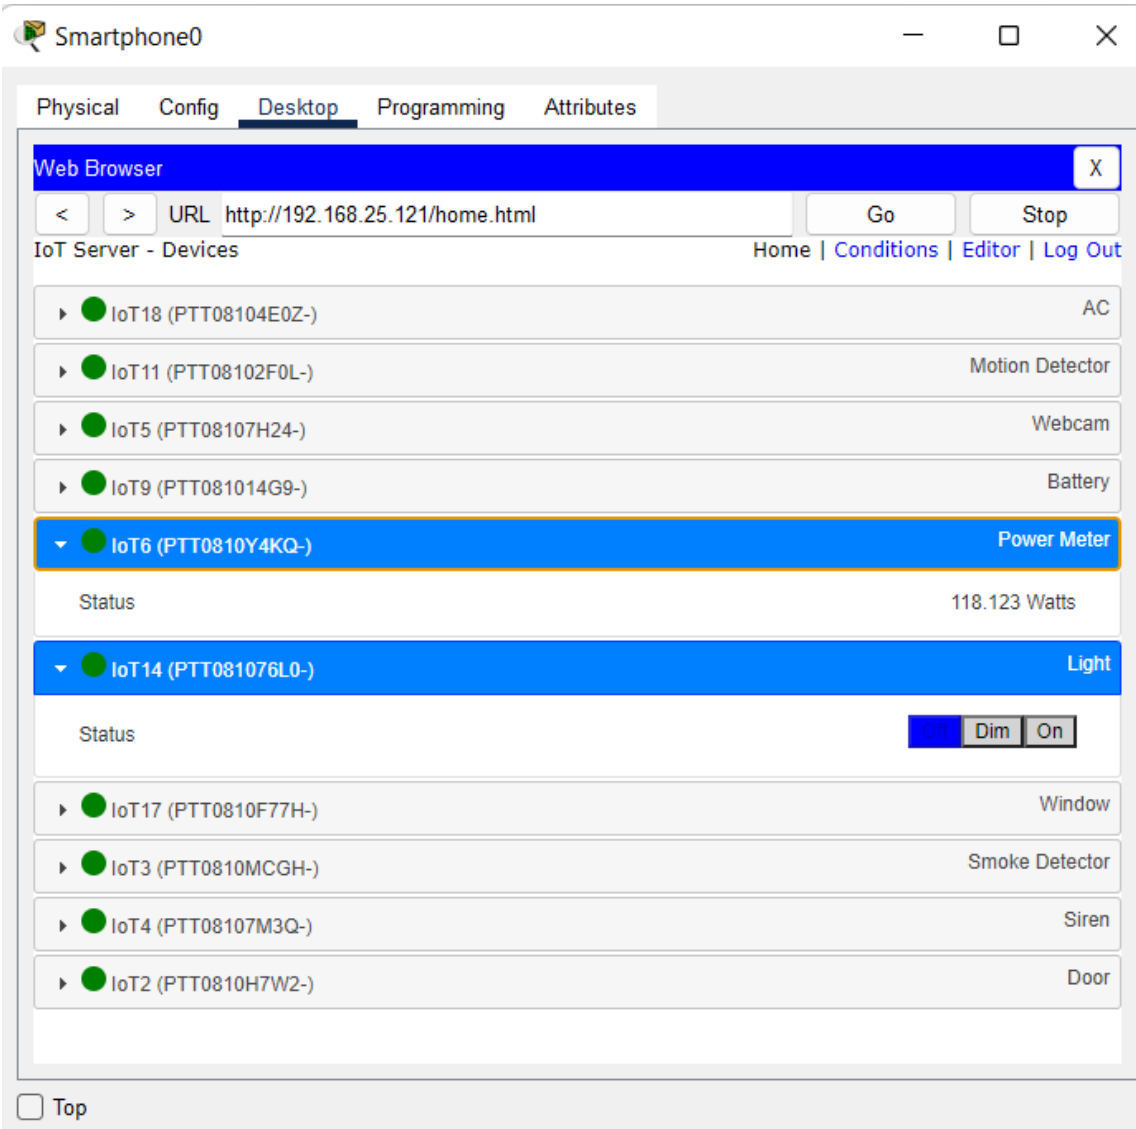 Smartphone0
Physical Config Desktop Programming Attributes
Web Browser X
< > URL http://192.168.25.121/home.html Go Stop
IoT Server - Devices Home | Conditions | Editor | Log Out
IoT18 (PTT08104E0Z-) AC
IoT11 (PTT08102F0L-) Motion Detector
IoT5 (PTT08107H24-) Webcam
IoT9 (PTT081014G9-) Battery
IoT6 (PTT0810Y4KQ-) Power Meter
Status 118.123 Watts
IoT14 (PTT081076L0-) Light
Status Off Dim On
IoT17 (PTT0810F77H-) Window
IoT3 (PTT0810MCGH-) Smoke Detector
IoT4 (PTT08107M3Q-) Siren
IoT2 (PTT0810H7W2-) Door
Top